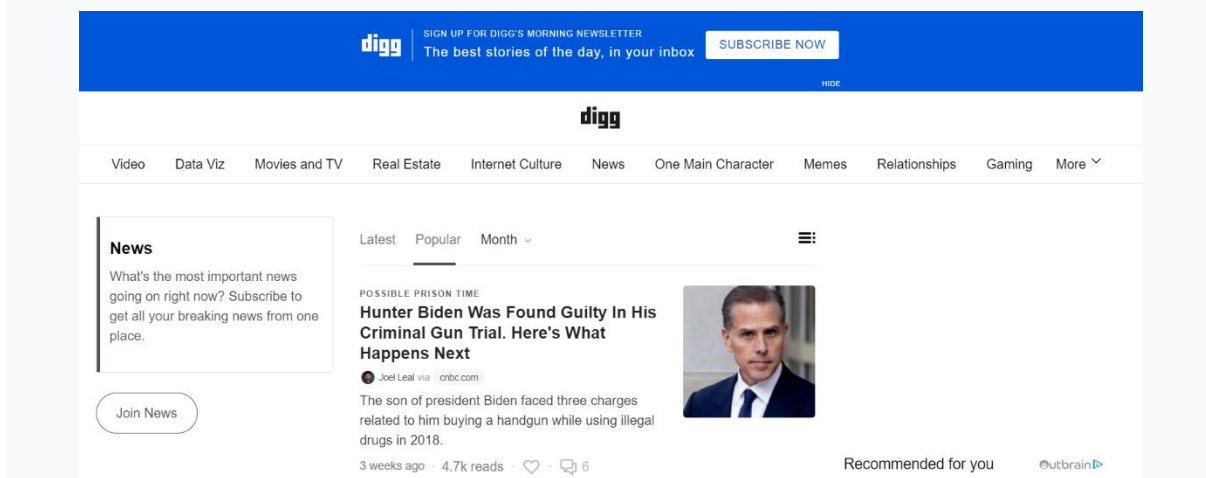 digg
SIGN UP FOR DIGG'S MORNING NEWSLETTER
The best stories of the day, in your inbox
SUBSCRIBE NOW
HIDE
digg
Video Data Viz Movies and TV Real Estate Internet Culture News One Main Character Memes Relationships Gaming More
News
What's the most important news
going on right now? Subscribe to
get all your breaking news from one
place.
Join News
Latest Popular Month
POSSIBLE PRISON TIME
Hunter Biden Was Found Guilty In His
Criminal Gun Trial. Here's What
Happens Next
Joel Leal via cnbc.com
The son of president Biden faced three charges
related to him buying a handgun while using illegal
drugs in 2018.
3 weeks ago · 4.7k reads · · 6
Recommended for you
Outbrain